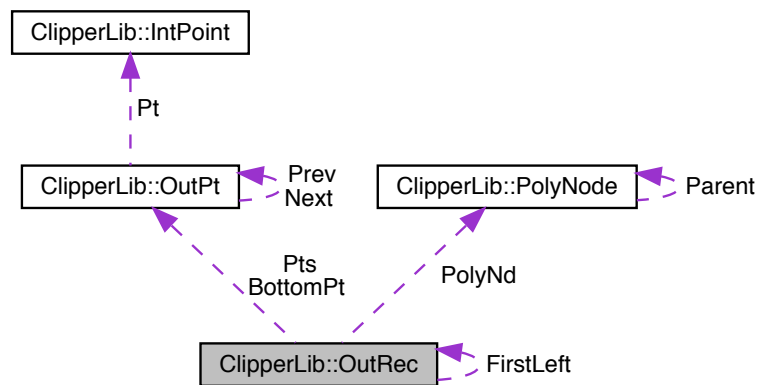 ClipperLib::IntPoint
Pt
ClipperLib::OutPt
Prev
Next
ClipperLib::PolyNode
Parent
Pts
BottomPt
PolyNd
ClipperLib::OutRec
FirstLeft